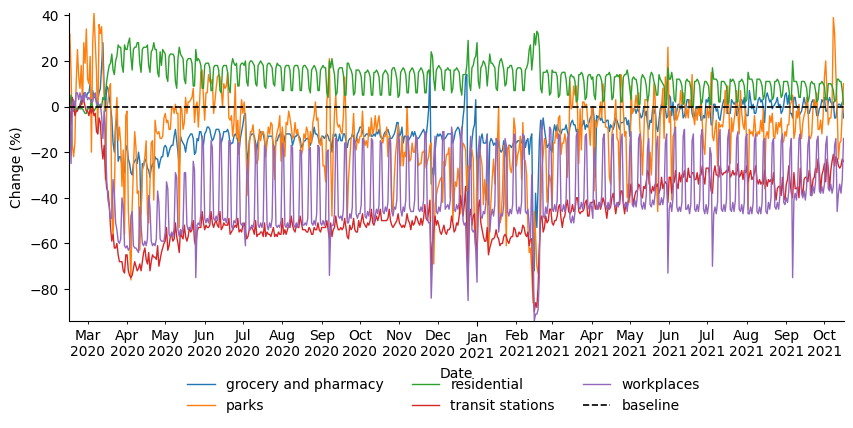 40
20
0
−20
−40
−60
−80
Change (%)
Mar Apr May Jun Jul Aug Sep Oct Nov Dec Jan Feb Mar Apr May Jun Jul Aug Sep Oct
2020 2020 2020 2020 2020 2020 2020 2020 2020 2020 2021 2021 2021 2021 2021 2021 2021 2021 2021 2021
Date
grocery and pharmacy residential workplaces
parks transit stations baseline